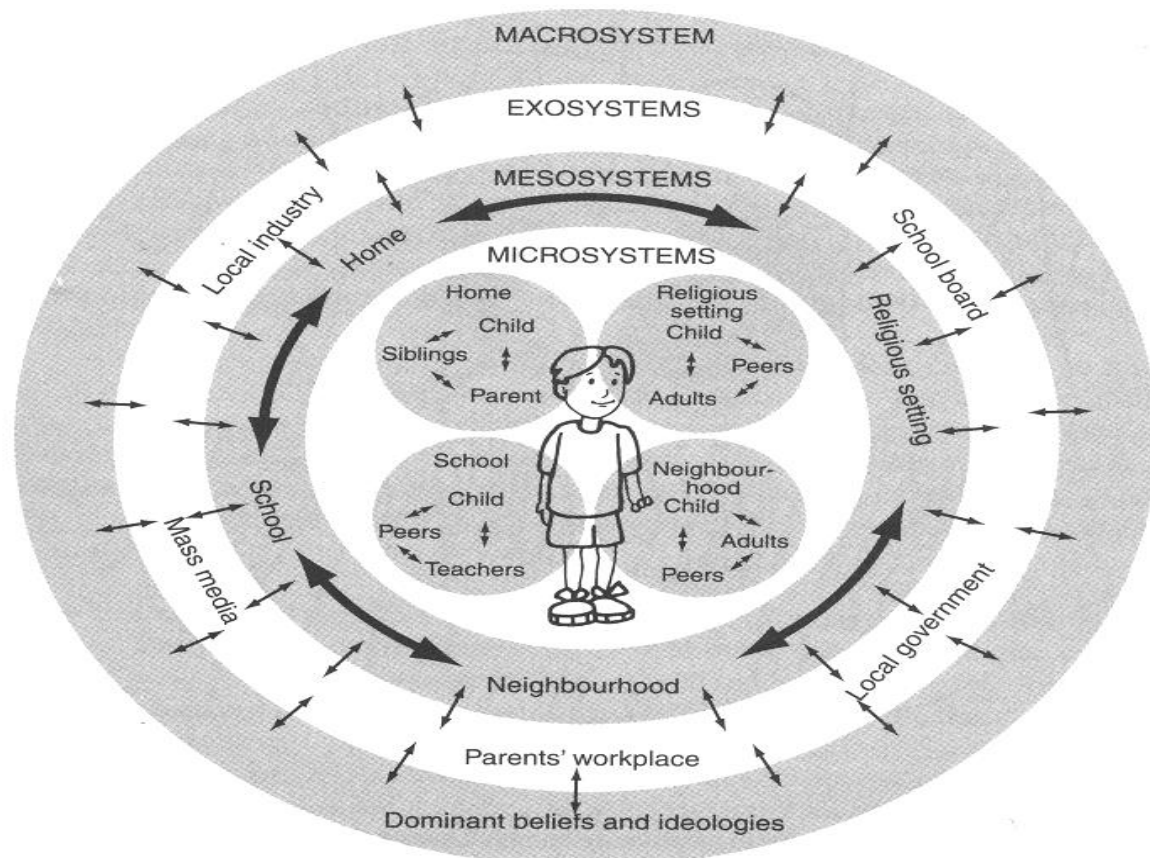 MACROSYSTEM
EXOSYSTEMS
MESOSYSTEMS
MICROSYSTEMS
Local industry
Home
School board
Religious setting
Home
Child
Siblings
Parent
Religious
setting
Child
Peers
Adults
School
Child
Peers
Teachers
Neighbour-
hood
Child
Adults
Peers
School
Mass media
Local government
Neighbourhood
Parents' workplace
Dominant beliefs and ideologies